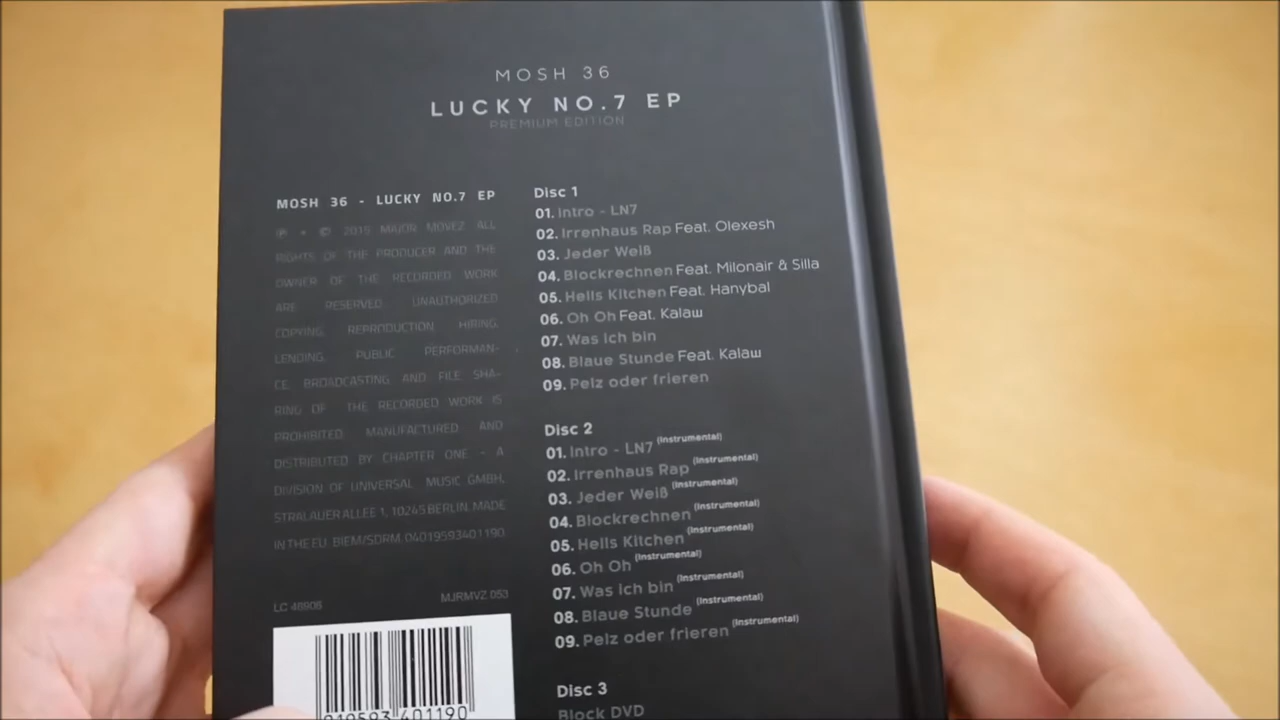 MOSH 36
LUCKY NO.7 EP
PREMIUM EDITION
MOSH 36 - LUCKY NO.7 EP
℗ + © 2015 MAJOR MOVEZ ALL
RIGHTS OF THE PRODUCER AND THE
OWNER OF THE RECORDED WORK
ARE RESERVED UNAUTHORIZED
COPYING, REPRODUCTION HIRING,
LENDING, PUBLIC PERFORMAN-
CE, BROADCASTING AND FILE SHA-
RING OF THE RECORDED WORK IS
PROHIBITED. MANUFACTURED AND
DISTRIBUTED BY CHAPTER ONE - A
DIVISION OF UNIVERSAL MUSIC GMBH,
STRALAUER ALLEE 1, 10245 BERLIN. MADE
IN THE EU. BIEM/SDRM. 04019593401190
LC 48906 MJRMVZ 053
019593 401190
Disc 1
01. Intro - LN7
02. Irrenhaus Rap Feat. Olexesh
03. Jeder Weiß
04. Blockrechnen Feat. Milonair & Silla
05. Hells Kitchen Feat. Hanybal
06. Oh Oh Feat. Kalaw
07. Was ich bin
08. Blaue Stunde Feat. Kalaw
09. Pelz oder frieren
Disc 2
01. Intro - LN7 (Instrumental)
02. Irrenhaus Rap (Instrumental)
03. Jeder Weiß (Instrumental)
04. Blockrechnen (Instrumental)
05. Hells Kitchen (Instrumental)
06. Oh Oh (Instrumental)
07. Was ich bin (Instrumental)
08. Blaue Stunde (Instrumental)
09. Pelz oder frieren (Instrumental)
Disc 3
Block DVD